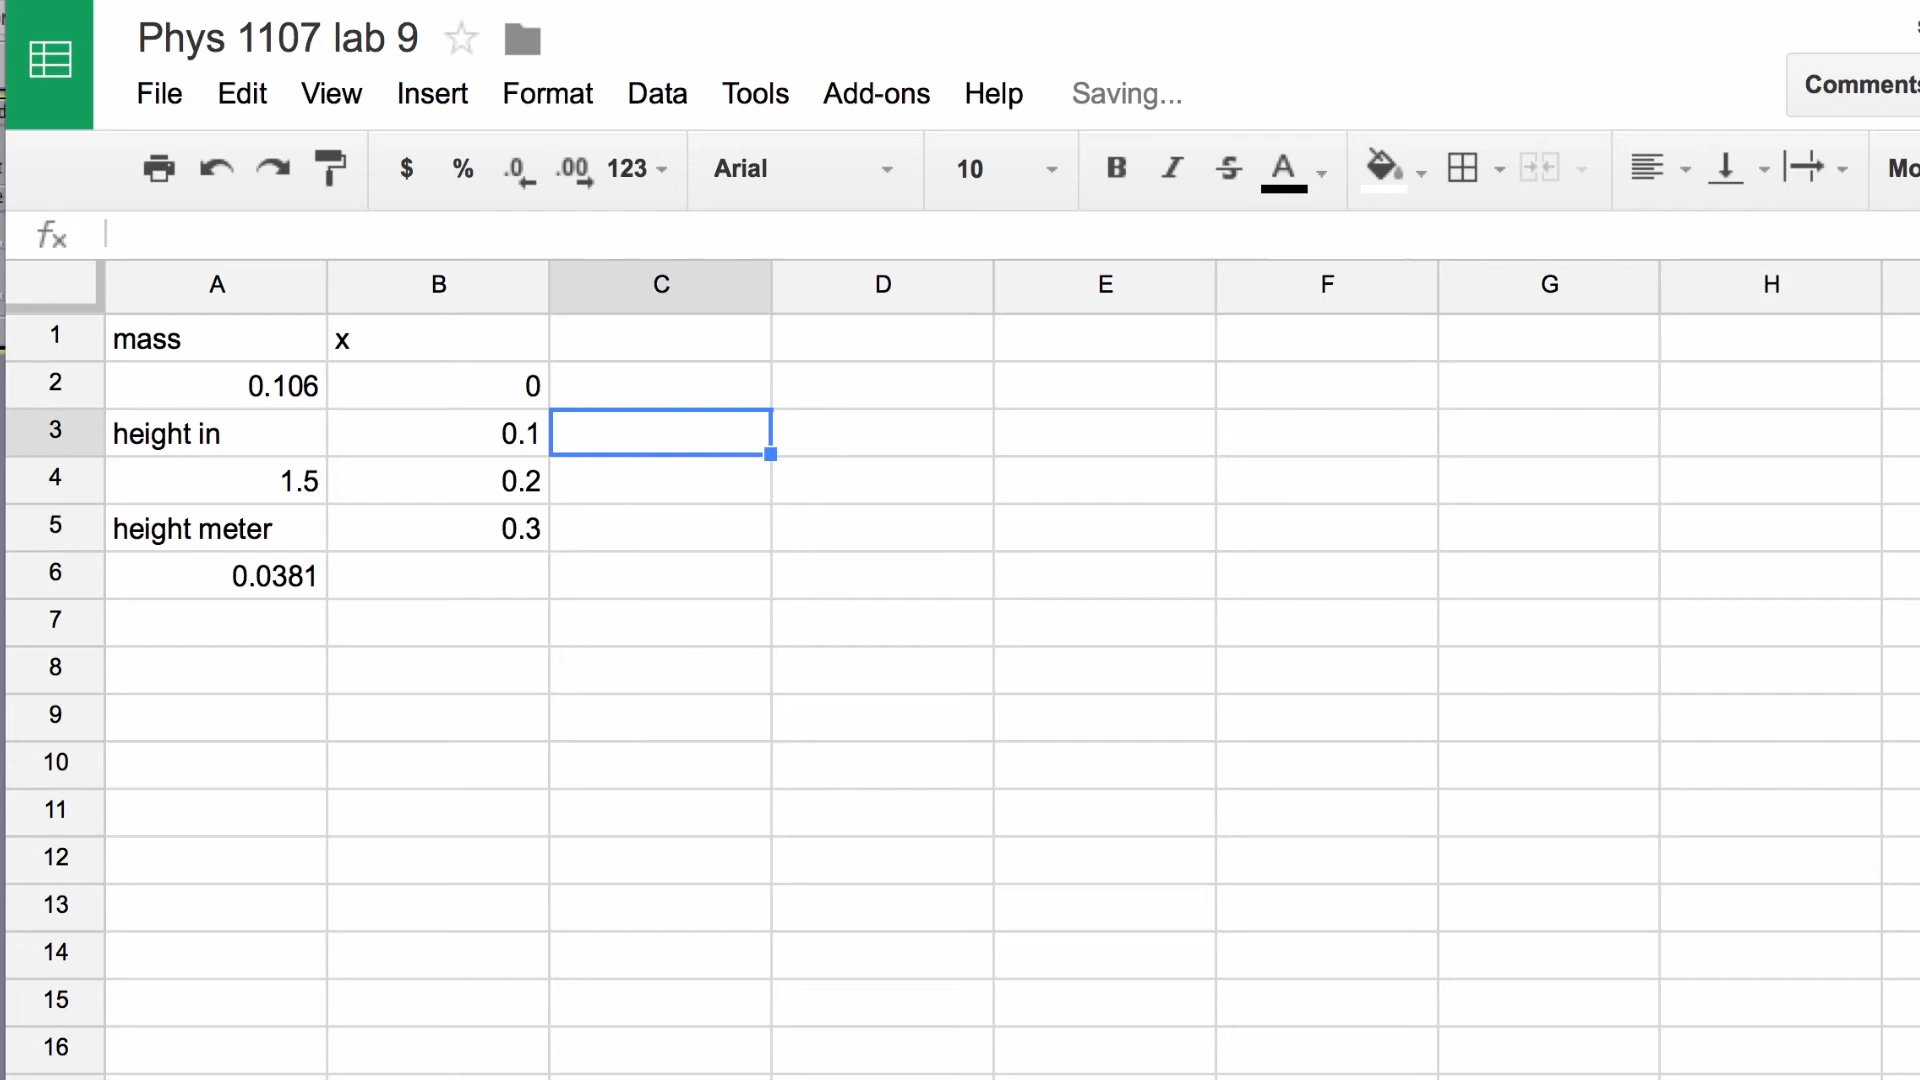 Phys 1107 lab 9
File Edit View Insert Format Data Tools Add-ons Help Saving...
Comments
$ % .0 .00 123 Arial 10 B I S A
fx
A B C D E F G H
1 mass x
2 0.106 0
3 height in 0.1
4 1.5 0.2
5 height meter 0.3
6 0.0381
7
8
9
10
11
12
13
14
15
16